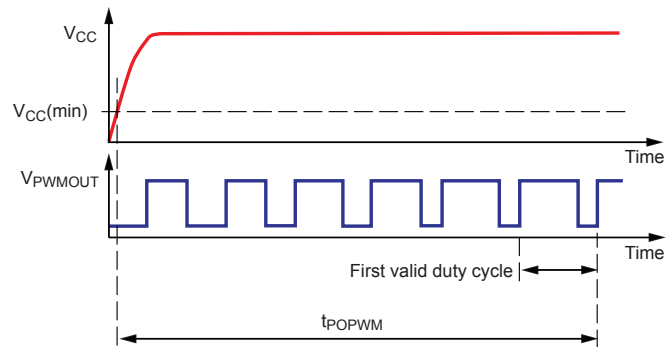 VCC
VCC(min)
Time
VPWMOUT
Time
First valid duty cycle
tPOPWM